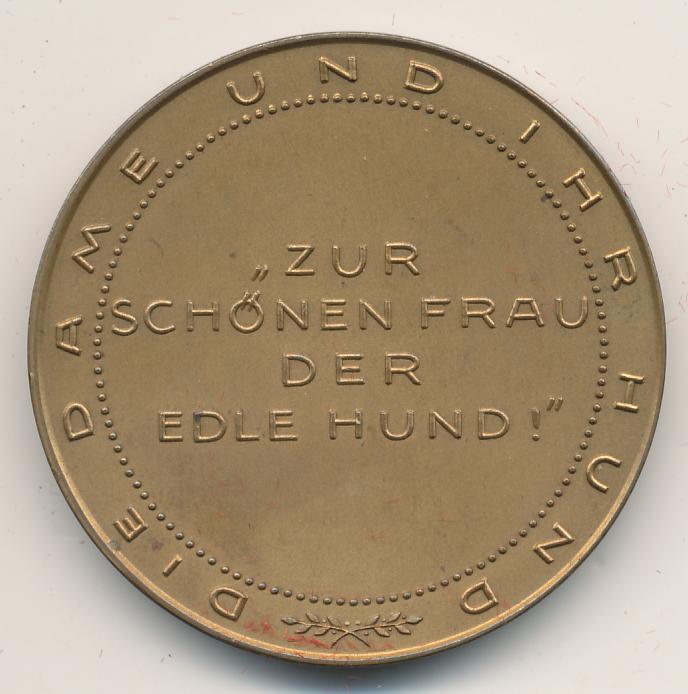 DIE DAME UND IHR HUND
„ZUR
SCHÖNEN FRAU
DER
EDLE HUND!”